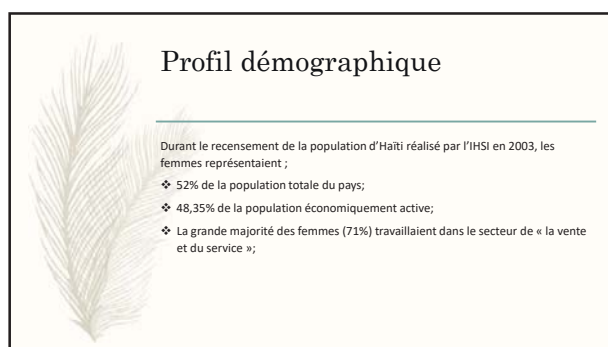 Profil démographique
Durant le recensement de la population d'Haïti réalisé par l'IHSI en 2003, les
femmes représentaient ;
❖ 52% de la population totale du pays;
❖ 48,35% de la population économiquement active;
❖ La grande majorité des femmes (71%) travaillaient dans le secteur de « la vente
et du service »;